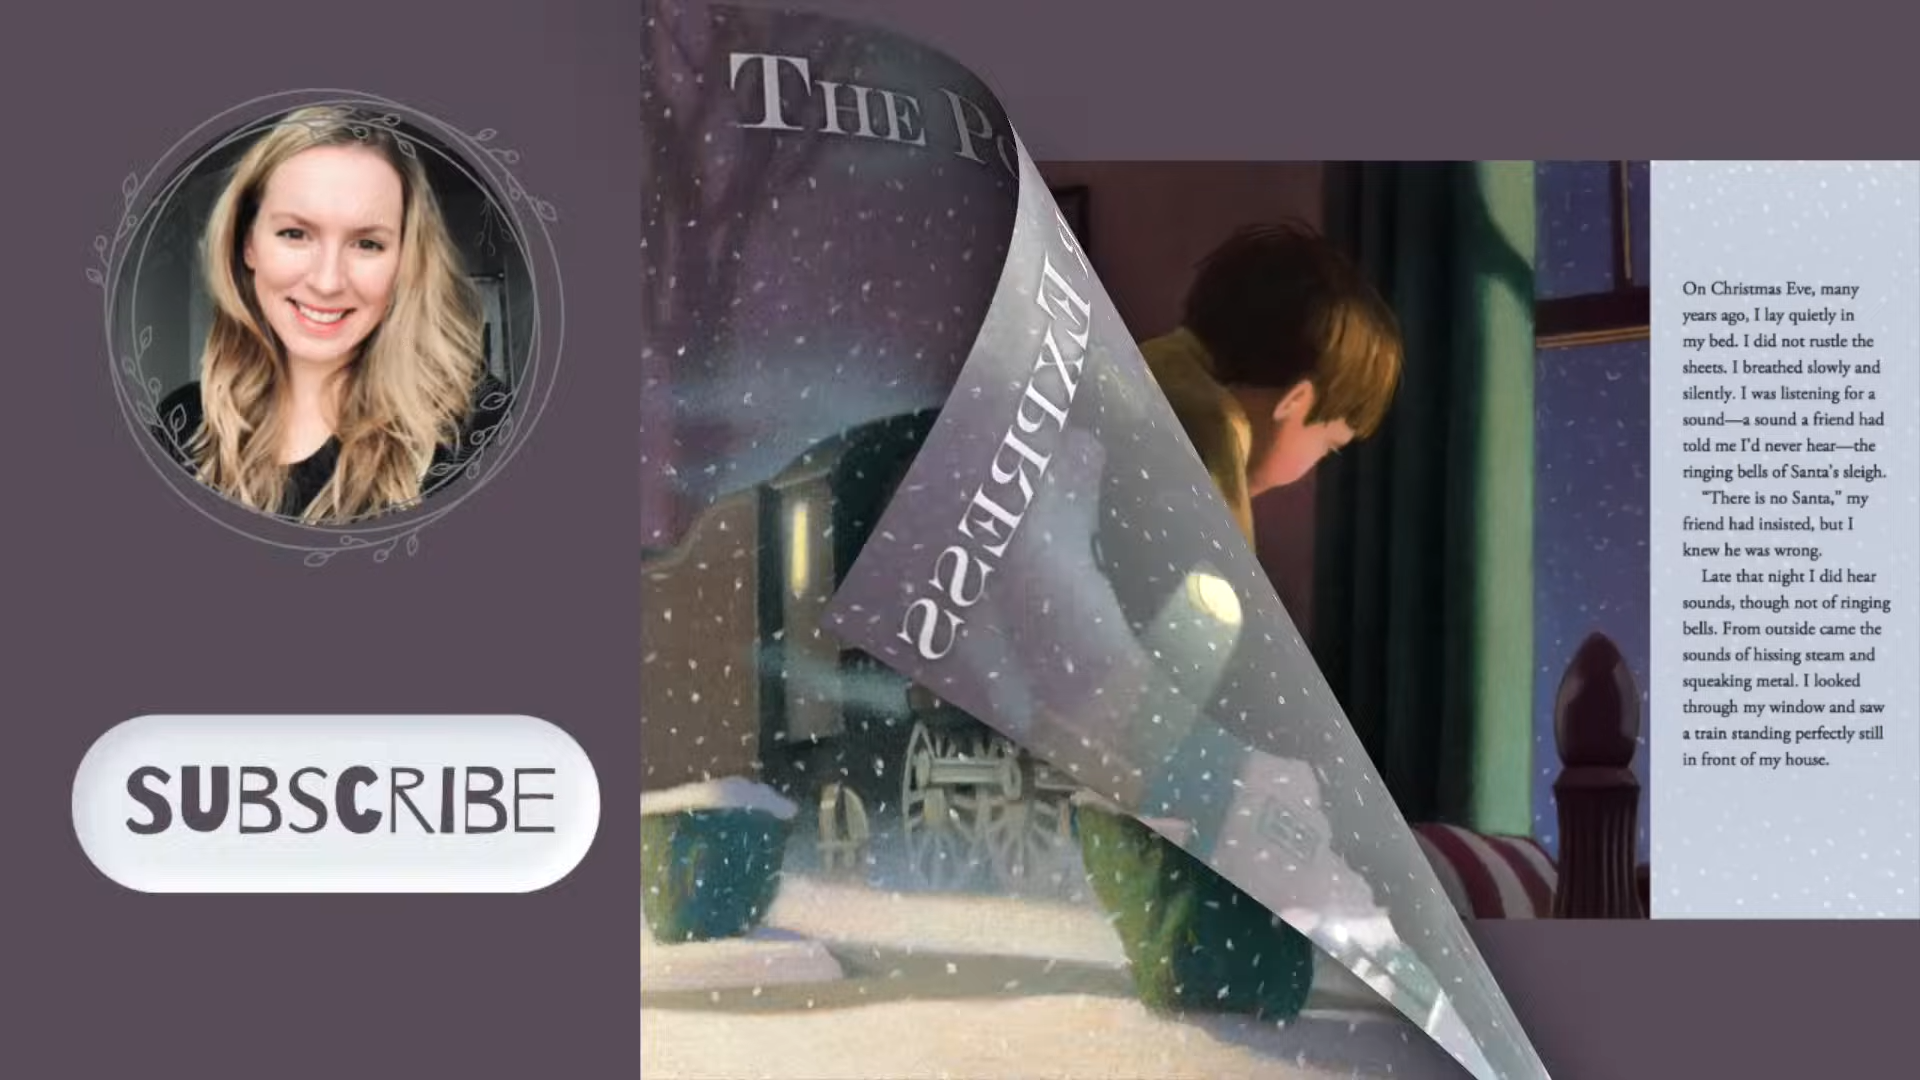 SUBSCRIBE
THE PO
EXPRESS
On Christmas Eve, many
years ago, I lay quietly in
my bed. I did not rustle the
sheets. I breathed slowly and
silently. I was listening for a
sound—a sound a friend had
told me I'd never hear—the
ringing bells of Santa's sleigh.
"There is no Santa," my
friend had insisted, but I
knew he was wrong.
Late that night I did hear
sounds, though not of ringing
bells. From outside came the
sounds of hissing steam and
squeaking metal. I looked
through my window and saw
a train standing perfectly still
in front of my house.